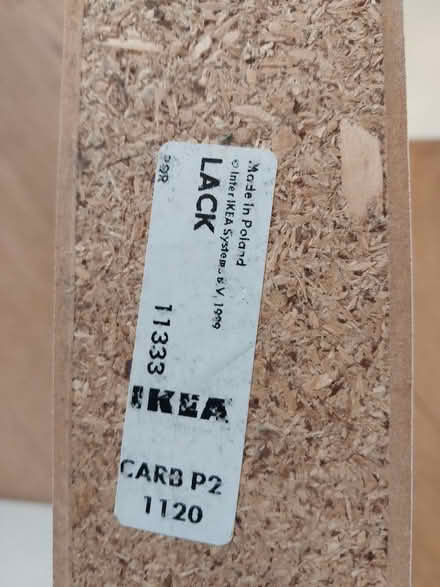 Made in Poland
© Inter IKEA Systems B.V. 1999
LACK
11333
IKEA
CARB P2
1120